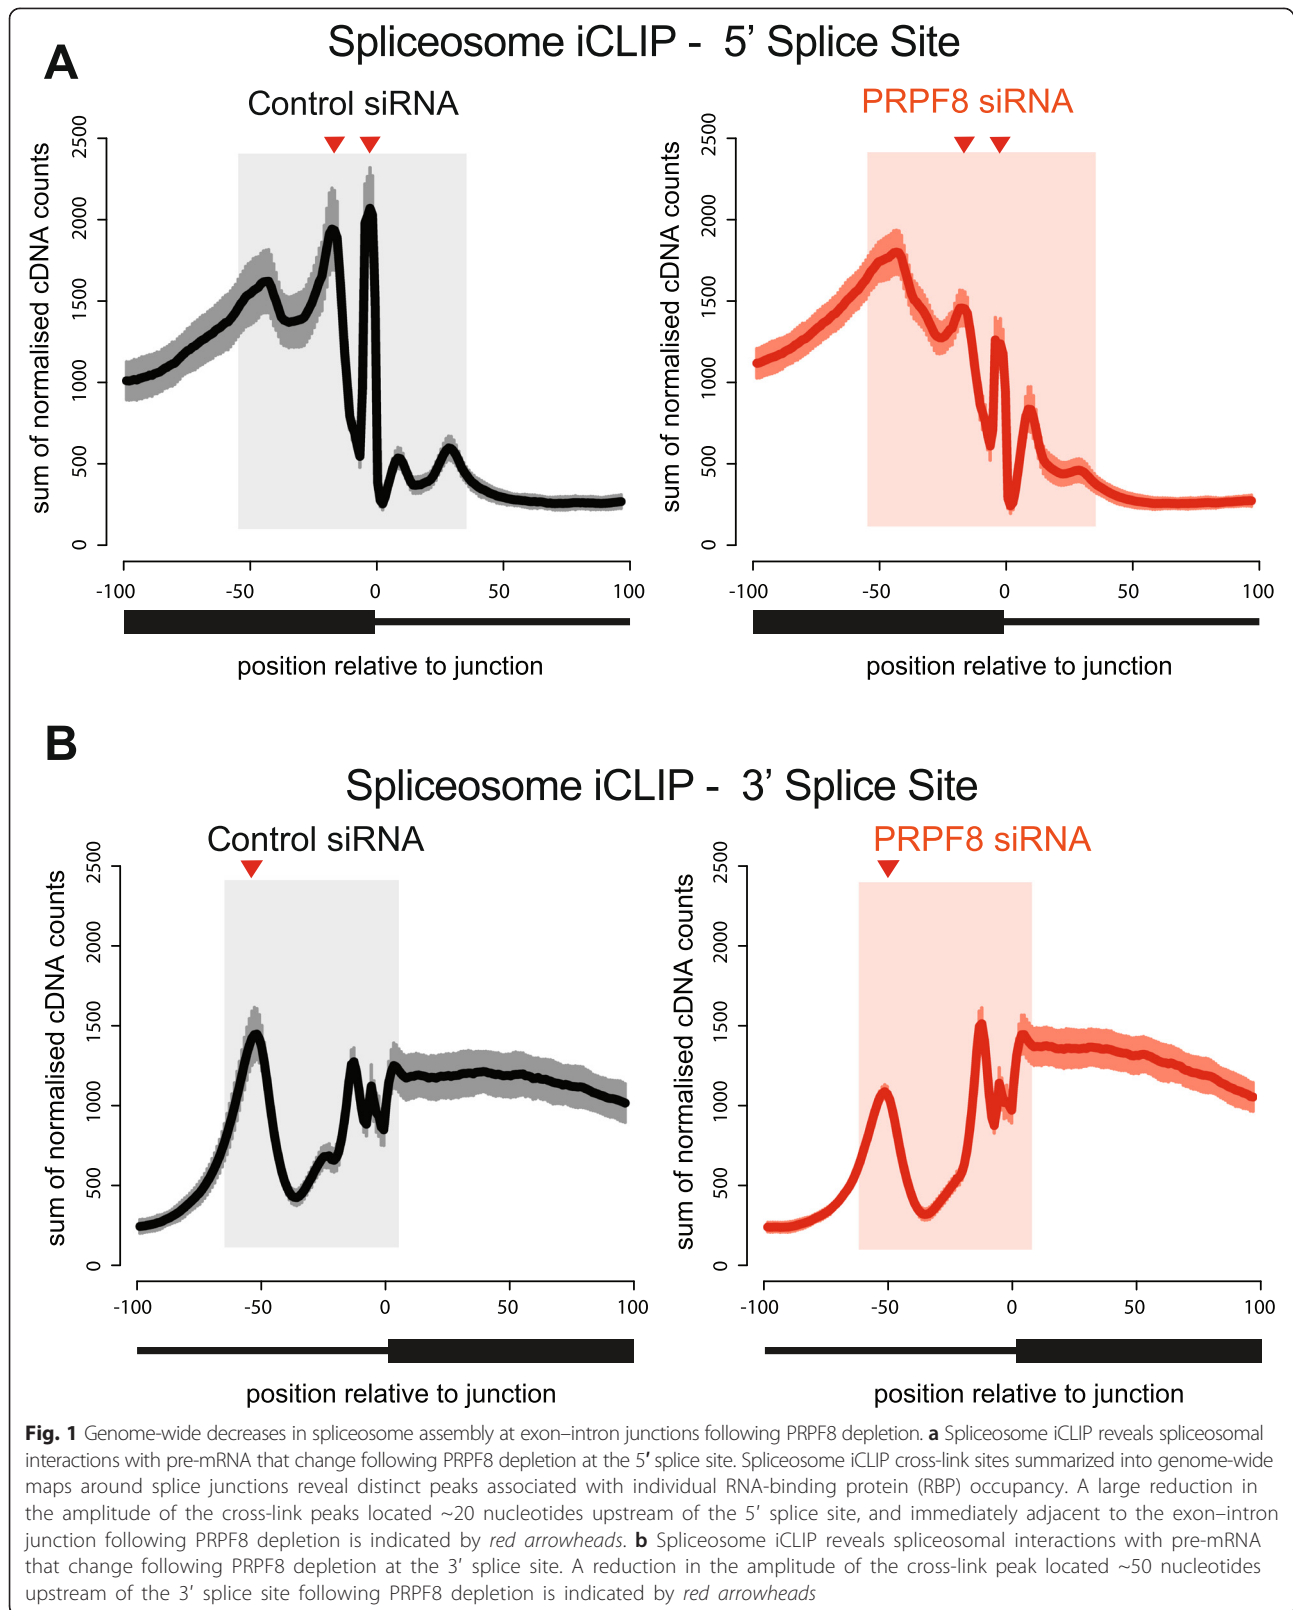 A
Spliceosome iCLIP - 5’ Splice Site
Control siRNA
sum of normalised cDNA counts
2500
2000
1500
1000
500
0
-100 -50 0 50 100
position relative to junction
PRPF8 siRNA
sum of normalised cDNA counts
2500
2000
1500
1000
500
0
-100 -50 0 50 100
position relative to junction
B
Spliceosome iCLIP - 3’ Splice Site
Control siRNA
sum of normalised cDNA counts
2500
2000
1500
1000
500
0
-100 -50 0 50 100
position relative to junction
PRPF8 siRNA
sum of normalised cDNA counts
2500
2000
1500
1000
500
0
-100 -50 0 50 100
position relative to junction
Fig. 1 Genome-wide decreases in spliceosome assembly at exon–intron junctions following PRPF8 depletion. a Spliceosome iCLIP reveals spliceosomal
interactions with pre-mRNA that change following PRPF8 depletion at the 5′ splice site. Spliceosome iCLIP cross-link sites summarized into genome-wide
maps around splice junctions reveal distinct peaks associated with individual RNA-binding protein (RBP) occupancy. A large reduction in
the amplitude of the cross-link peaks located ~20 nucleotides upstream of the 5′ splice site, and immediately adjacent to the exon–intron
junction following PRPF8 depletion is indicated by red arrowheads. b Spliceosome iCLIP reveals spliceosomal interactions with pre-mRNA
that change following PRPF8 depletion at the 3′ splice site. A reduction in the amplitude of the cross-link peak located ~50 nucleotides
upstream of the 3′ splice site following PRPF8 depletion is indicated by red arrowheads